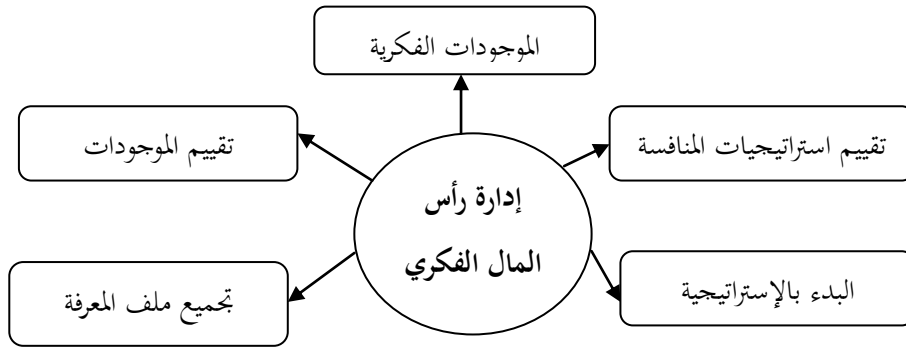 الموجودات الفكرية
تقييم استراتيجيات المنافسة
تقييم الموجودات
إدارة رأس
المال الفكري
البدء بالإستراتيجية
تجميع ملف المعرفة